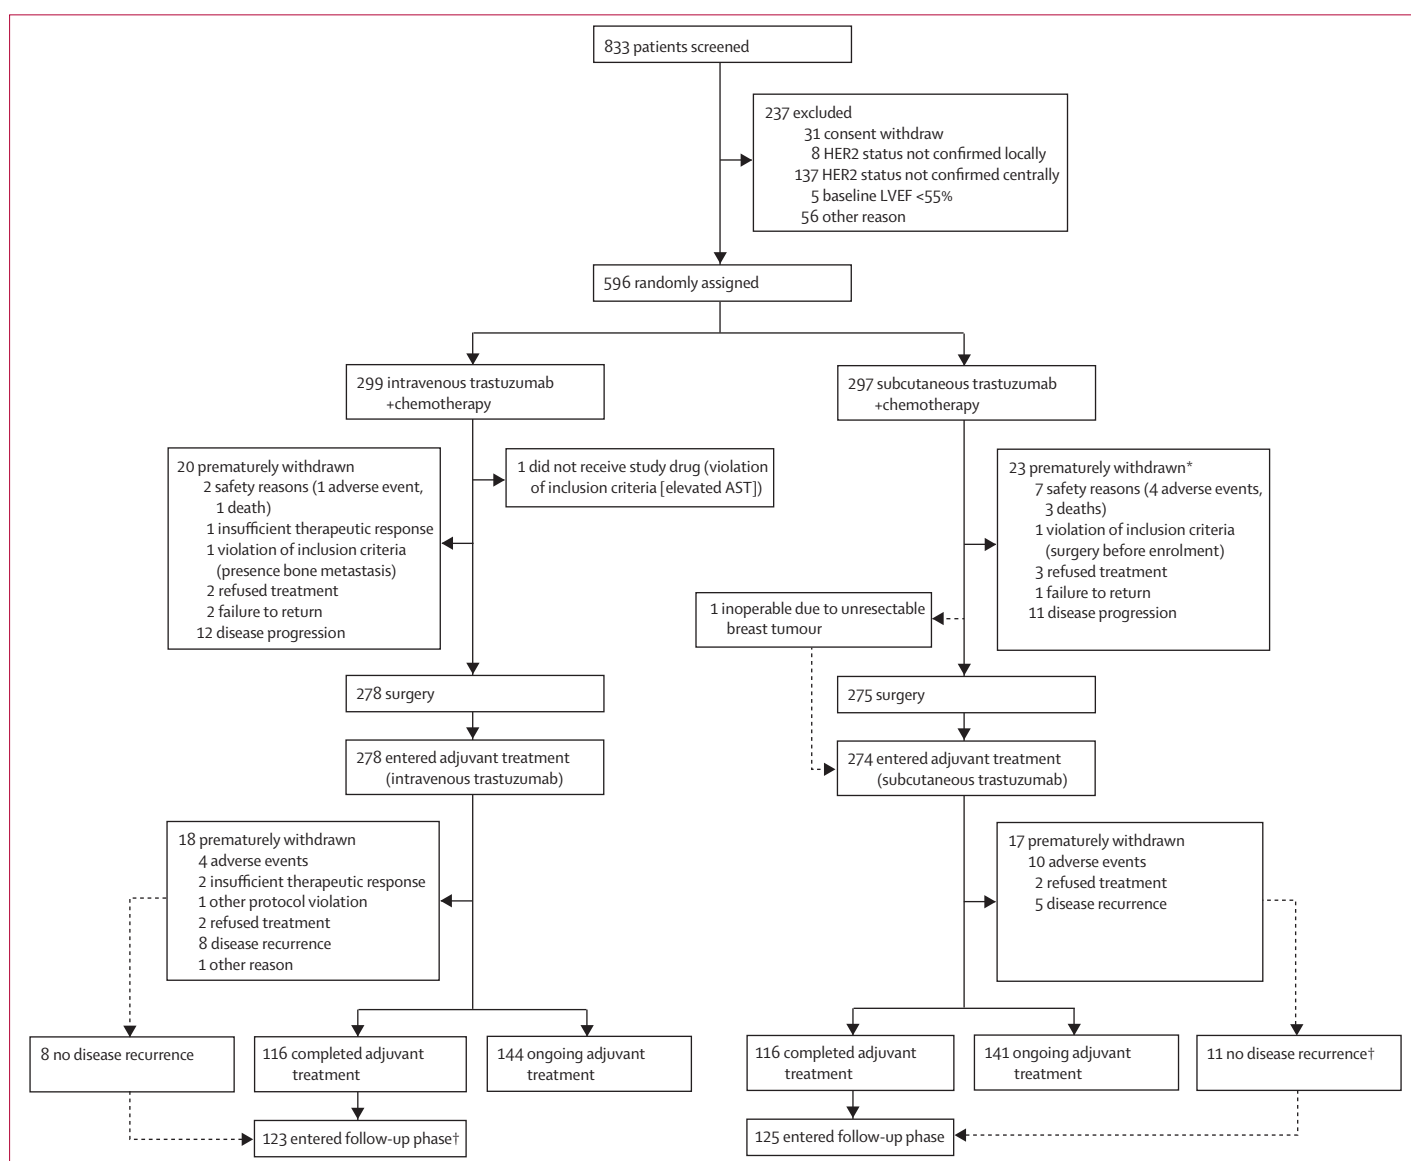 833 patients screened
237 excluded
31 consent withdraw
8 HER2 status not confirmed locally
137 HER2 status not confirmed centrally
5 baseline LVEF <55%
56 other reason
596 randomly assigned
299 intravenous trastuzumab
+chemotherapy
297 subcutaneous trastuzumab
+chemotherapy
20 prematurely withdrawn
2 safety reasons (1 adverse event,
1 death)
1 insufficient therapeutic response
1 violation of inclusion criteria
(presence bone metastasis)
2 refused treatment
2 failure to return
12 disease progression
1 did not receive study drug (violation
of inclusion criteria [elevated AST])
23 prematurely withdrawn*
7 safety reasons (4 adverse events,
3 deaths)
1 violation of inclusion criteria
(surgery before enrolment)
3 refused treatment
1 failure to return
11 disease progression
1 inoperable due to unresectable
breast tumour
278 surgery
275 surgery
278 entered adjuvant treatment
(intravenous trastuzumab)
274 entered adjuvant treatment
(subcutaneous trastuzumab)
18 prematurely withdrawn
4 adverse events
2 insufficient therapeutic response
1 other protocol violation
2 refused treatment
8 disease recurrence
1 other reason
17 prematurely withdrawn
10 adverse events
2 refused treatment
5 disease recurrence
8 no disease recurrence
116 completed adjuvant
treatment
144 ongoing adjuvant
treatment
116 completed adjuvant
treatment
141 ongoing adjuvant
treatment
11 no disease recurrence†
123 entered follow-up phase†
125 entered follow-up phase